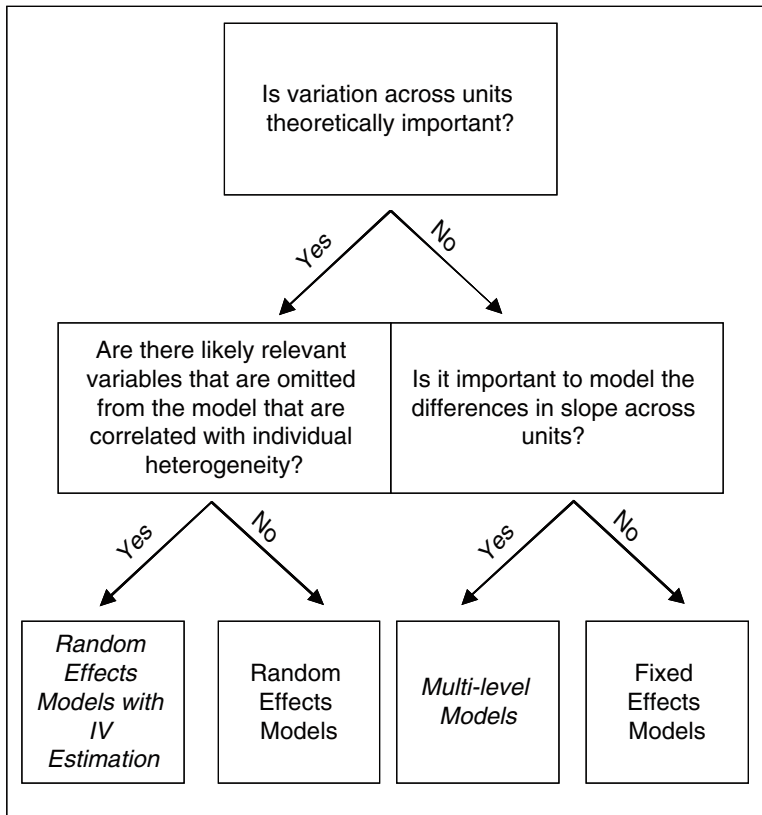 Is variation across units
theoretically important?
Yes
No
Are there likely relevant
variables that are omitted
from the model that are
correlated with individual
heterogeneity?
Is it important to model the
differences in slope across
units?
Yes
No
Yes
No
Random
Effects
Models with
IV
Estimation
Random
Effects
Models
Multi-level
Models
Fixed
Effects
Models